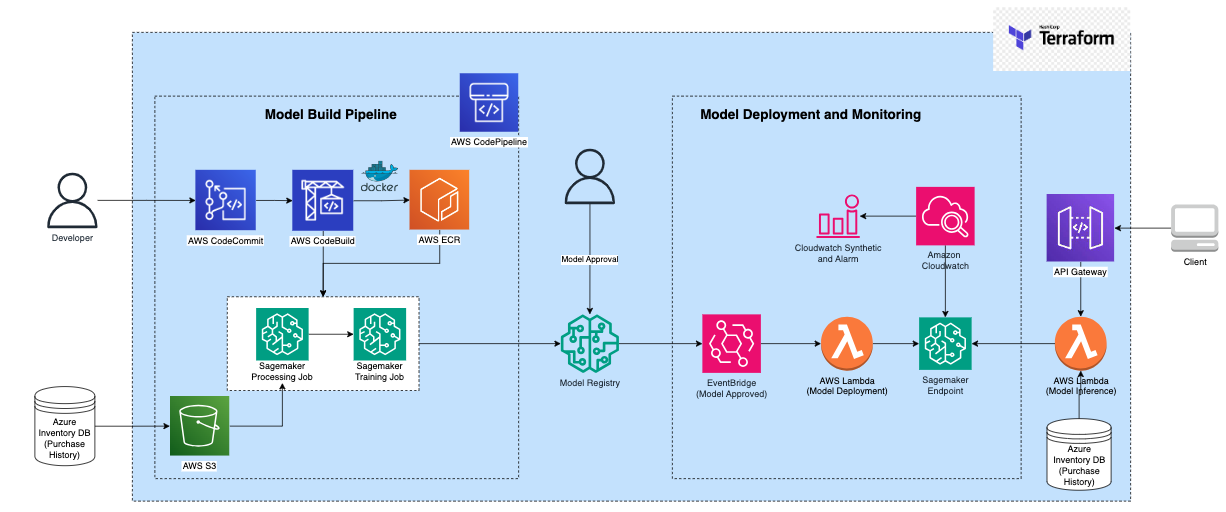 HashiCorp
Terraform
Model Build Pipeline
AWS CodePipeline
Model Deployment and Monitoring
docker
Developer
AWS CodeCommit
AWS CodeBuild
AWS ECR
Model Approval
Cloudwatch Synthetic
and Alarm
Amazon
Cloudwatch
API Gateway
Client
Sagemaker
Processing Job
Sagemaker
Training Job
Model Registry
EventBridge
(Model Approved)
AWS Lambda
(Model Deployment)
Sagemaker
Endpoint
AWS Lambda
(Model Inference)
Azure
Inventory DB
(Purchase
History)
AWS S3
Azure
Inventory DB
(Purchase
History)